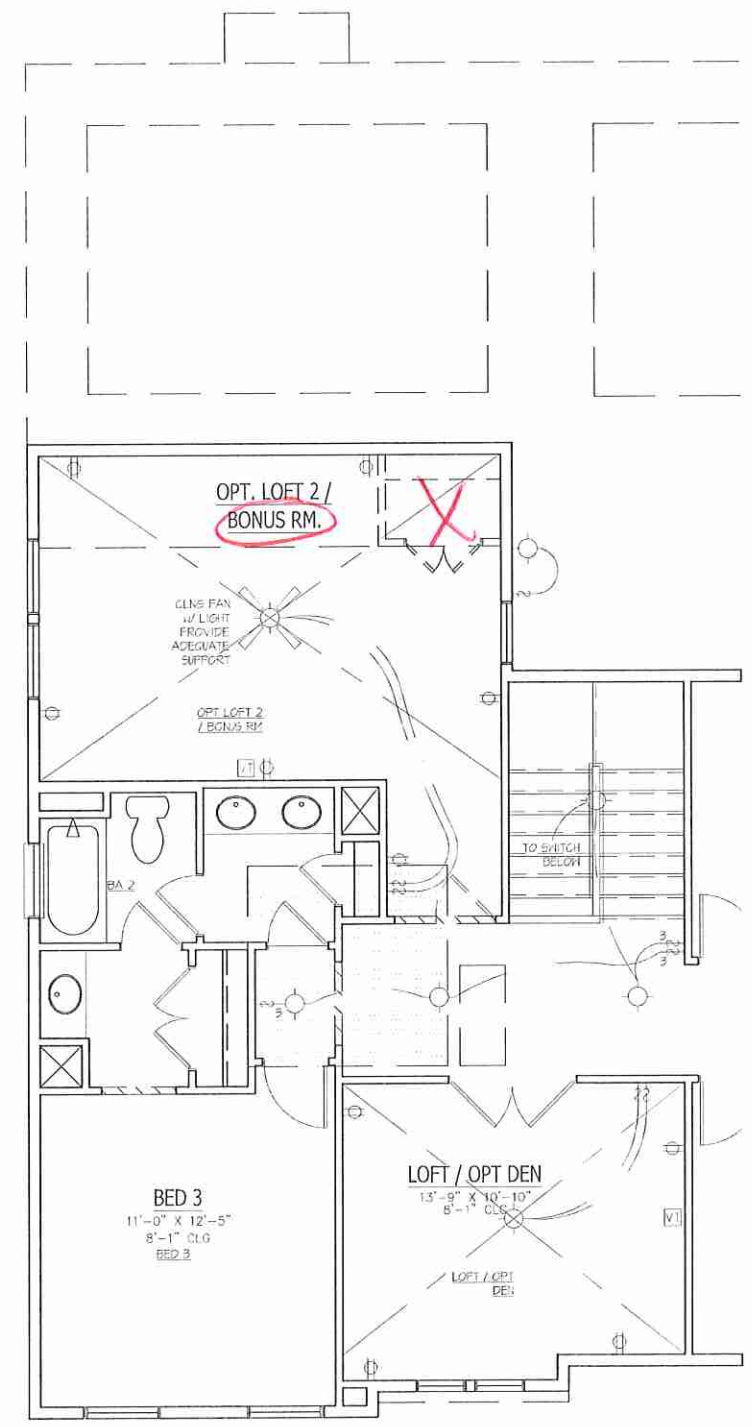 OPT. LOFT 2 /
BONUS RM.
CLNG FAN
W/ LIGHT
PROVIDE
ADEQUATE
SUPPORT
OPT LOFT 2
/ BONUS RM
VT
TO SWITCH
BELOW
BA 2
3
3
3
BED 3
11'-0" X 12'-5"
8'-1" CLG
BED 3
LOFT / OPT DEN
13'-9" X 10'-10"
8'-1" CLG
VT
LOFT / OPT
DEN